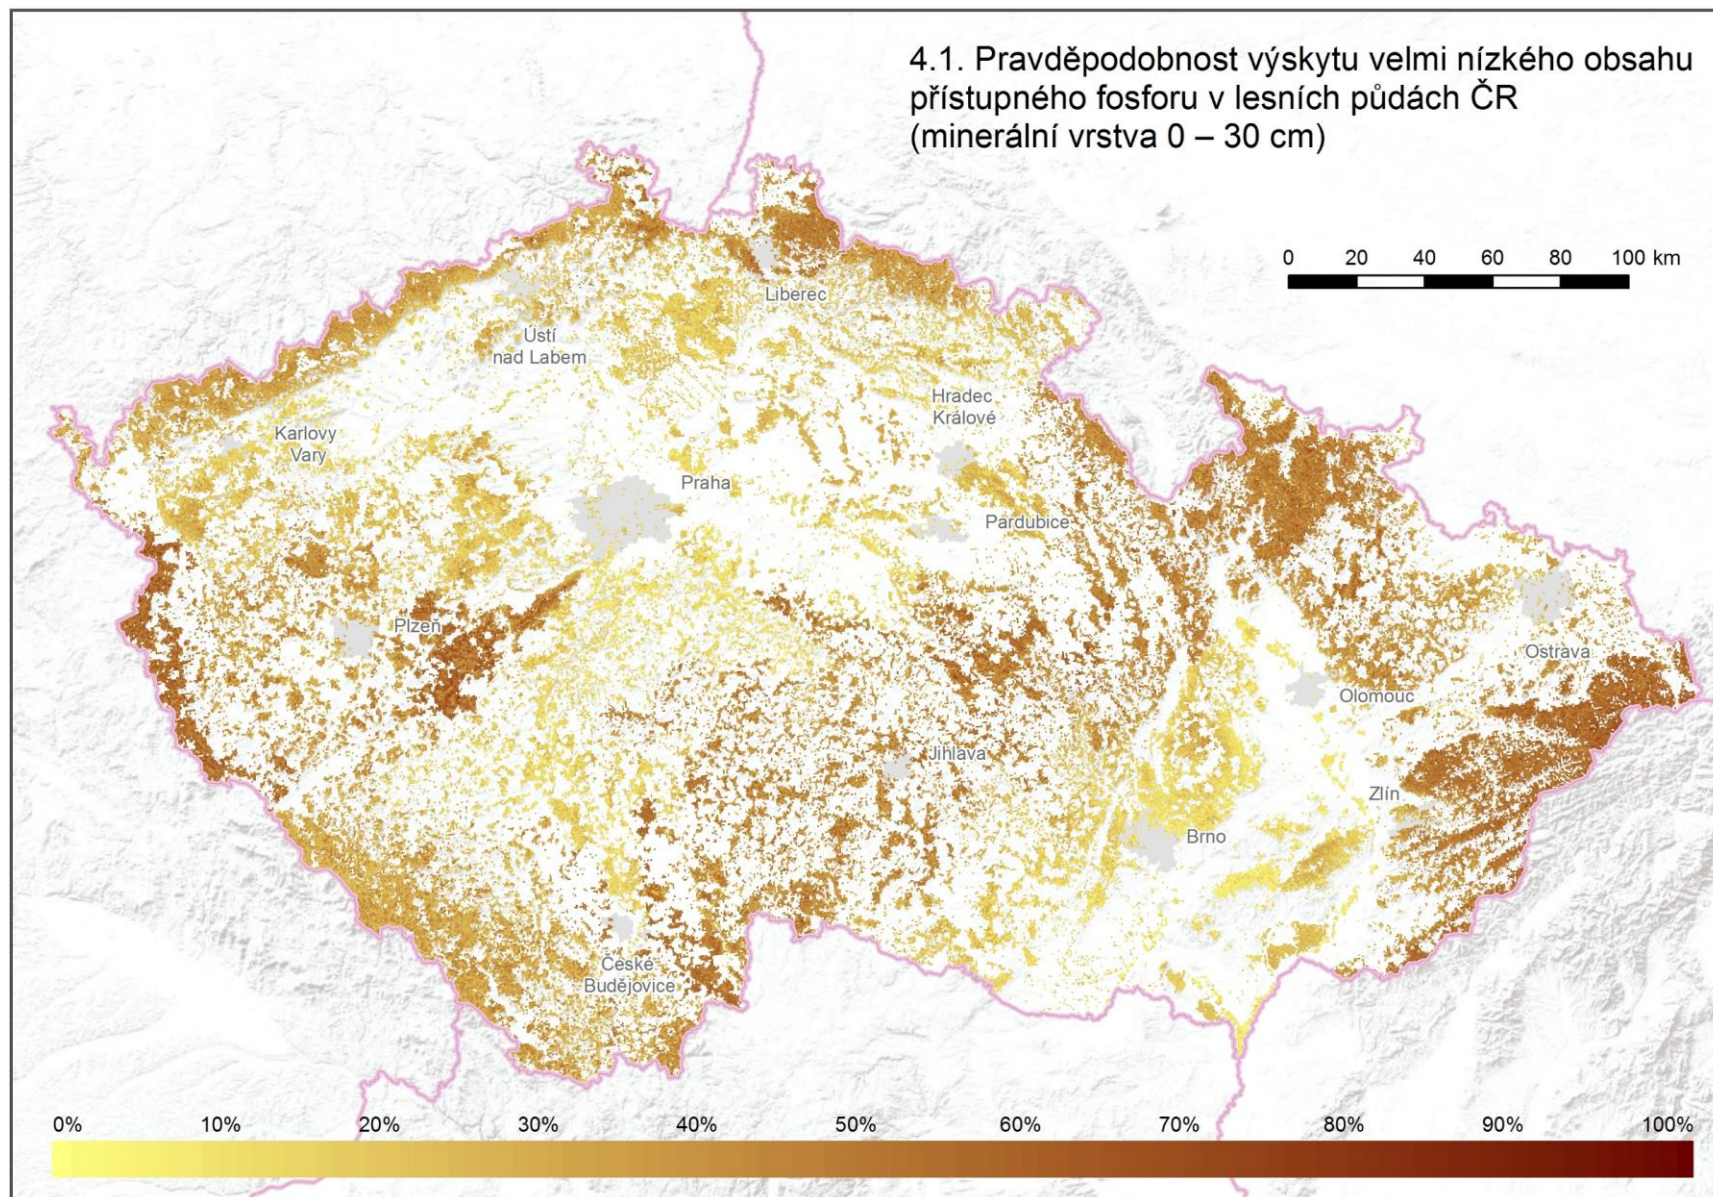 4.1. Pravděpodobnost výskytu velmi nízkého obsahu
přístupného fosforu v lesních půdách ČR
(minerální vrstva 0 – 30 cm)
0 20 40 60 80 100 km
Liberec
Ústí
nad Labem
Hradec
Králové
Karlovy
Vary
Praha
Pardubice
Plzeň
Ostrava
Olomouc
Jihlava
Zlín
Brno
České
Budějovice
0% 10% 20% 30% 40% 50% 60% 70% 80% 90% 100%